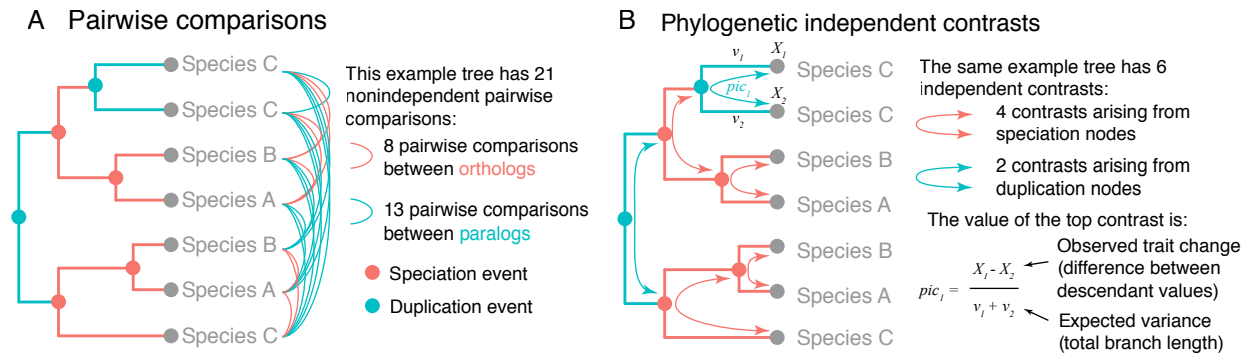 A Pairwise comparisons
Species C
Species C
Species B
Species A
Species B
Species A
Species C
This example tree has 21
nonindependent pairwise
comparisons:
8 pairwise comparisons
between orthologs
13 pairwise comparisons
between paralogs
Speciation event
Duplication event
B Phylogenetic independent contrasts
v1
X1
Species C
pic1
X2
Species C
v2
Species B
Species A
Species B
Species A
Species C
The same example tree has 6
independent contrasts:
4 contrasts arising from
speciation nodes
2 contrasts arising from
duplication nodes
The value of the top contrast is:
pic1 =
X1 - X2
v1 + v2
Observed trait change
(difference between
descendant values)
Expected variance
(total branch length)